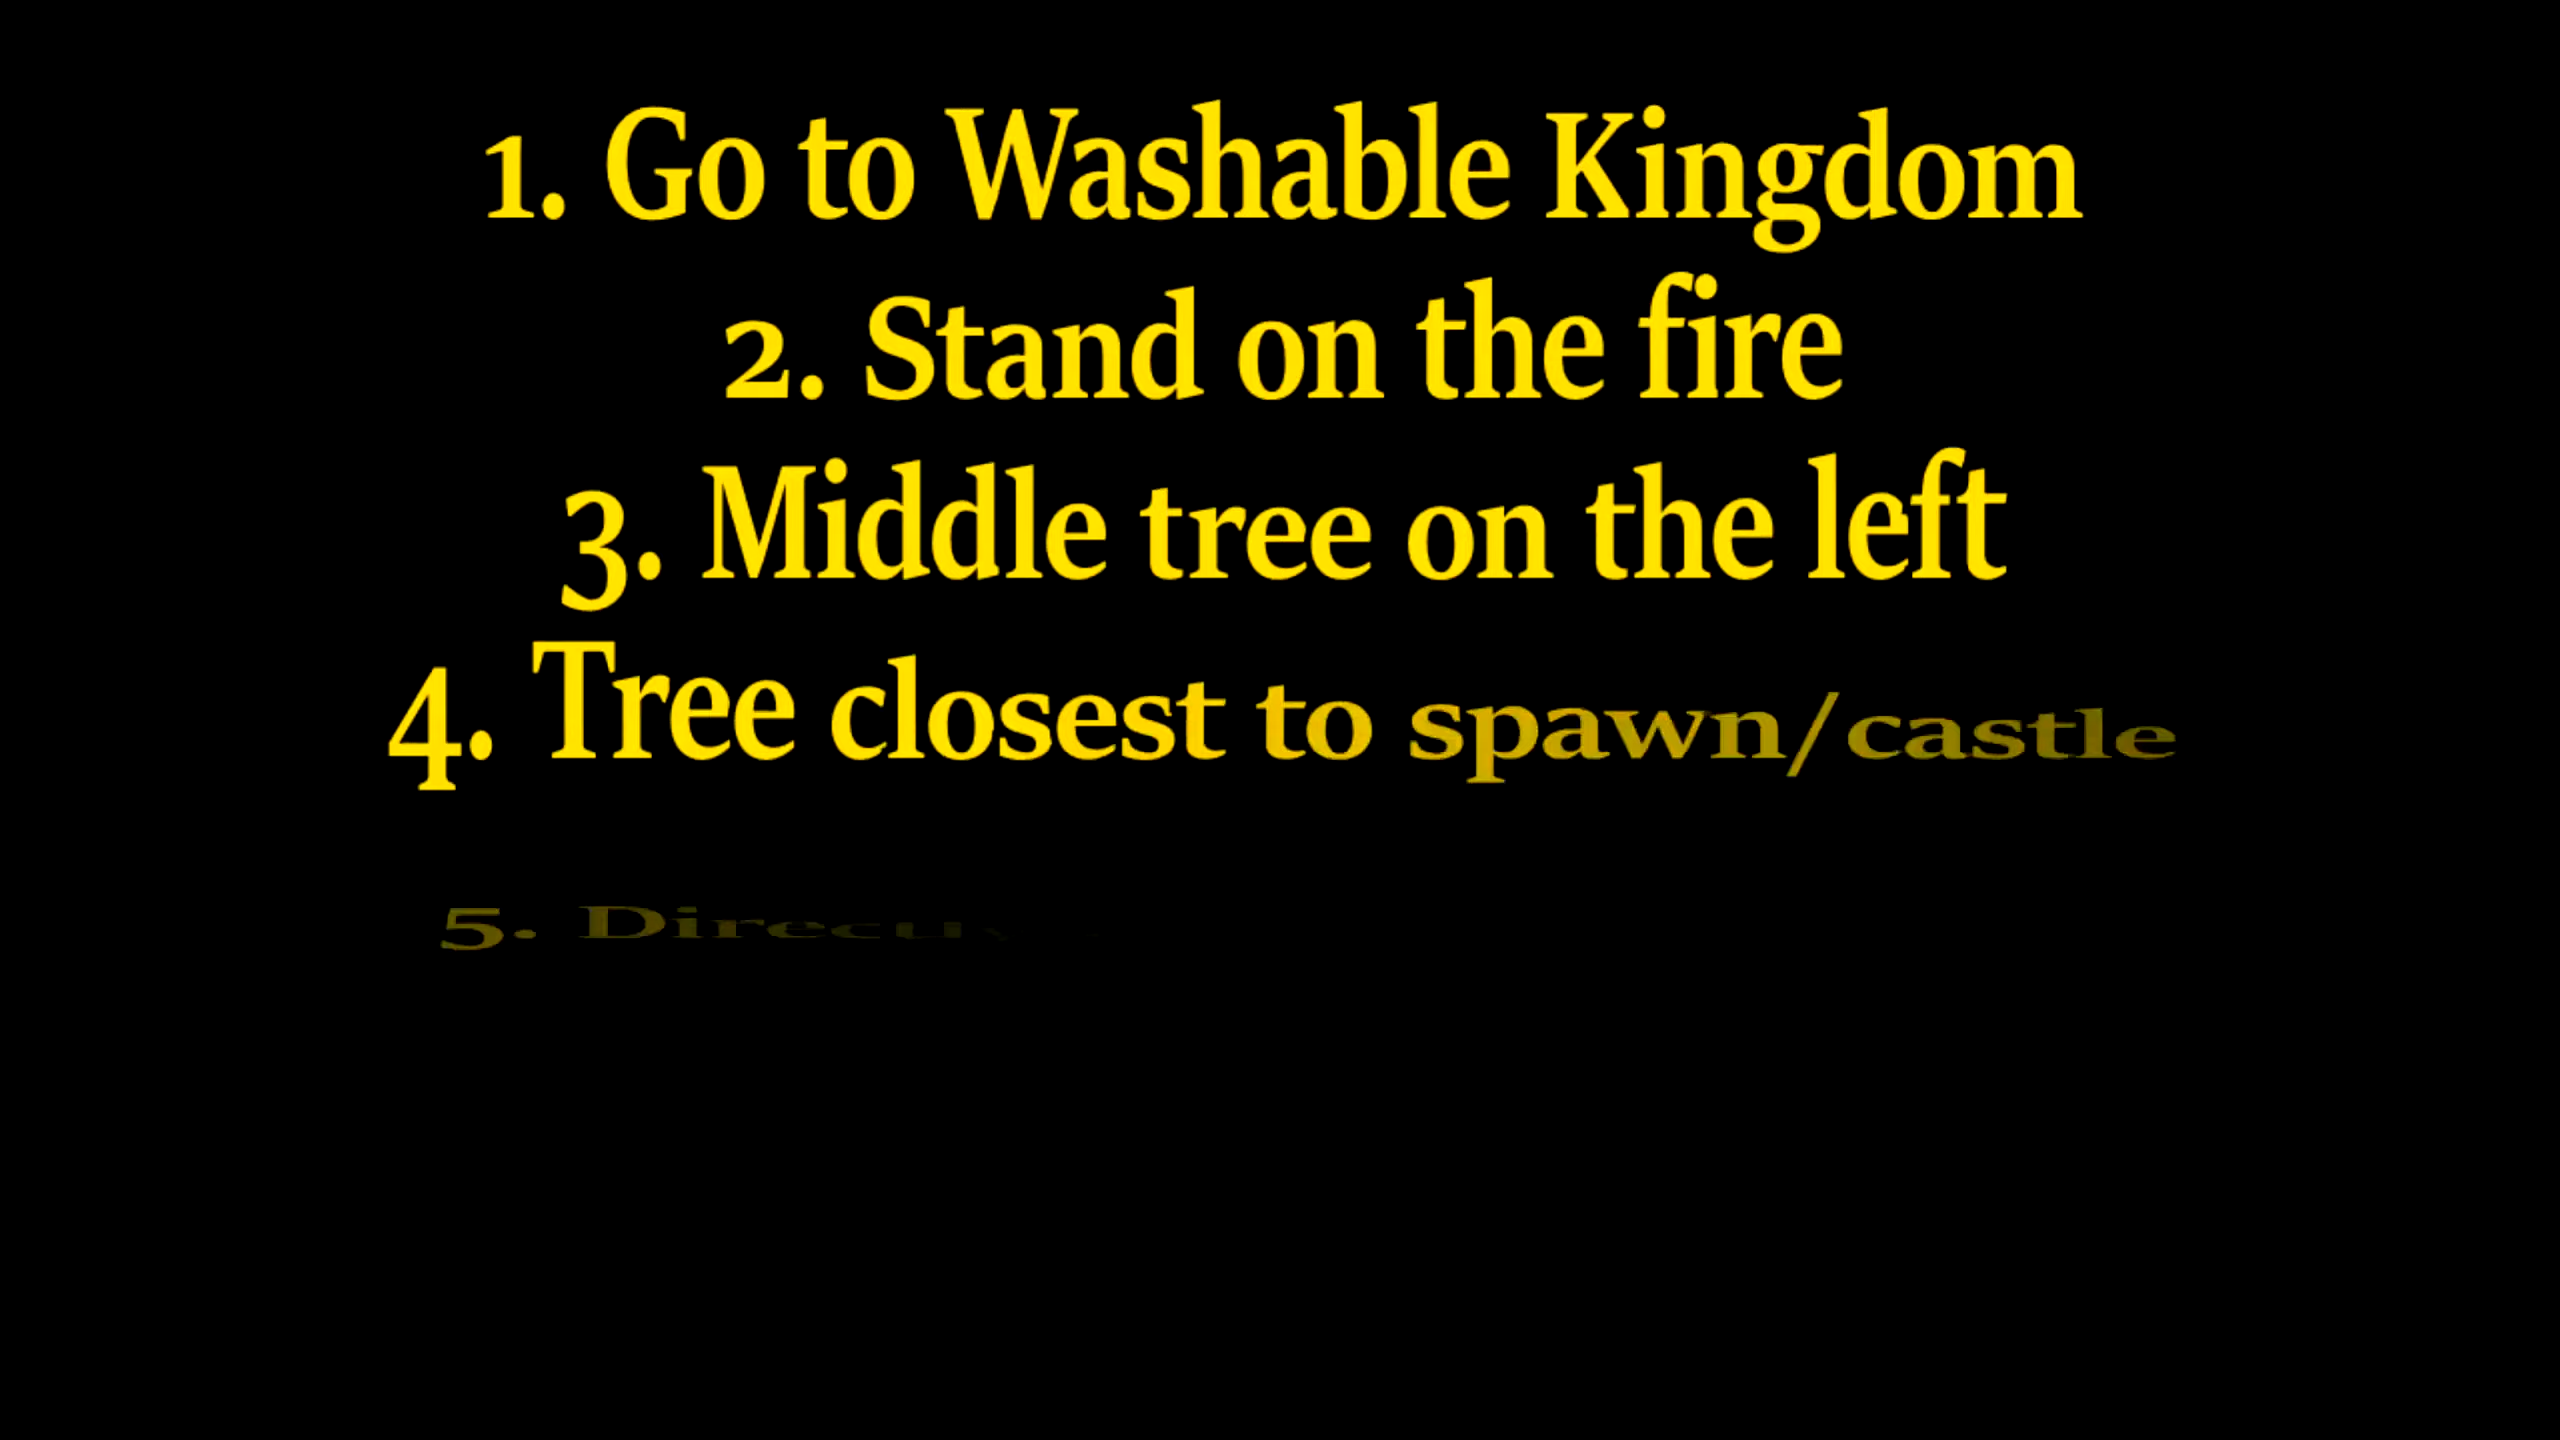 1. Go to Washable Kingdom
2. Stand on the fire
3. Middle tree on the left
4. Tree closest to spawn/castle
5.